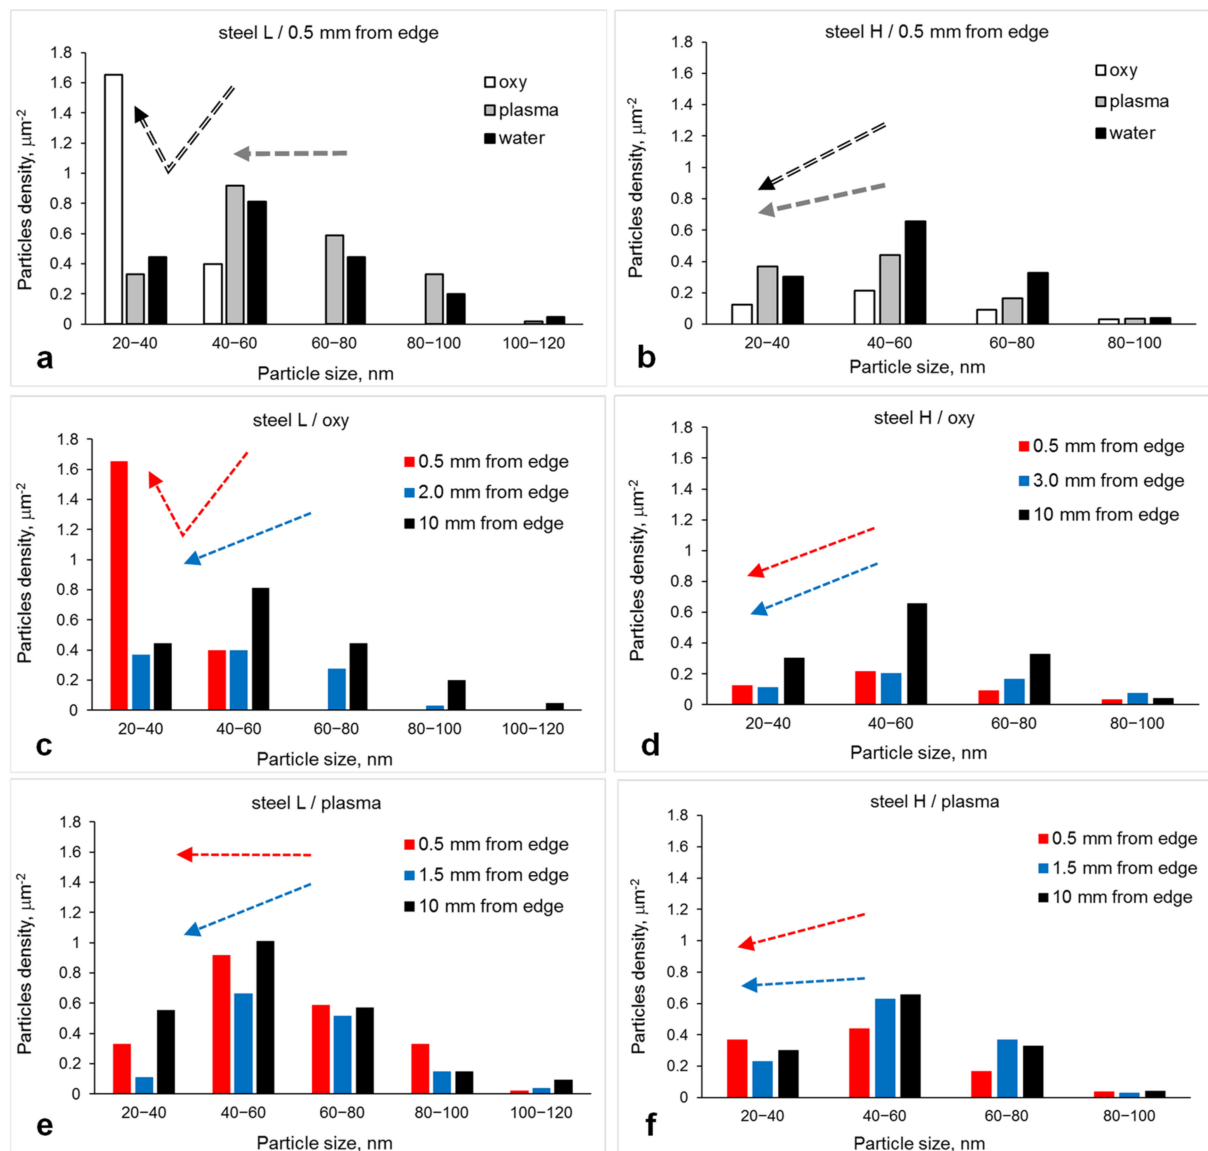 steel L / 0.5 mm from edge
Particles density, μm-2
1.8
1.6
1.4
1.2
1
0.8
0.6
0.4
0.2
0
oxy
plasma
water
20−40
40−60
60−80
80−100
100−120
Particle size, nm
a
steel H / 0.5 mm from edge
Particles density, μm-2
1.8
1.6
1.4
1.2
1
0.8
0.6
0.4
0.2
0
oxy
plasma
water
20−40
40−60
60−80
80−100
Particle size, nm
b
steel L / oxy
Particles density, μm-2
1.8
1.6
1.4
1.2
1
0.8
0.6
0.4
0.2
0
0.5 mm from edge
2.0 mm from edge
10 mm from edge
20−40
40−60
60−80
80−100
100−120
Particle size, nm
c
steel H / oxy
Particles density, μm-2
1.8
1.6
1.4
1.2
1
0.8
0.6
0.4
0.2
0
0.5 mm from edge
3.0 mm from edge
10 mm from edge
20−40
40−60
60−80
80−100
Particle size, nm
d
steel L / plasma
Particles density, μm-2
1.8
1.6
1.4
1.2
1
0.8
0.6
0.4
0.2
0
0.5 mm from edge
1.5 mm from edge
10 mm from edge
20−40
40−60
60−80
80−100
100−120
Particle size, nm
e
steel H / plasma
Particles density, μm-2
1.8
1.6
1.4
1.2
1
0.8
0.6
0.4
0.2
0
0.5 mm from edge
1.5 mm from edge
10 mm from edge
20−40
40−60
60−80
80−100
Particle size, nm
f